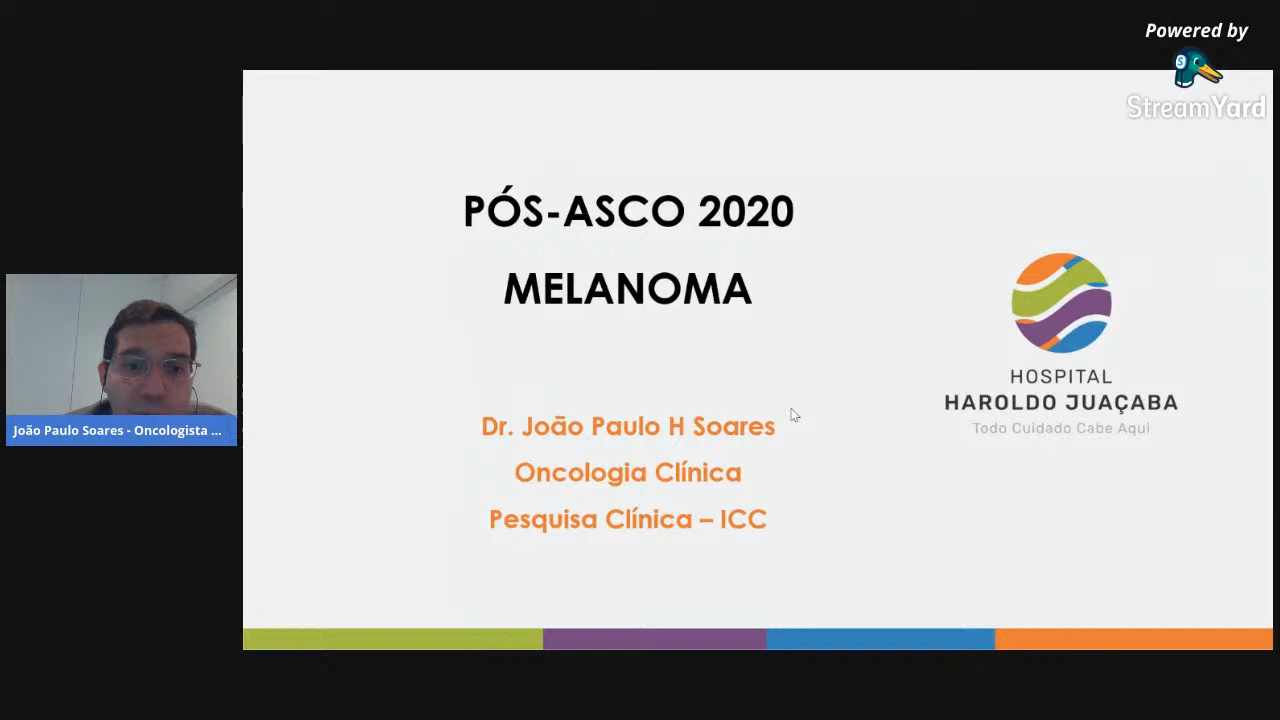 Powered by
StreamYard
PÓS-ASCO 2020
MELANOMA
HOSPITAL
HAROLDO JUAÇABA
Todo Cuidado Cabe Aqui
Dr. João Paulo H Soares
Oncologia Clínica
Pesquisa Clínica – ICC
João Paulo Soares - Oncologista ...